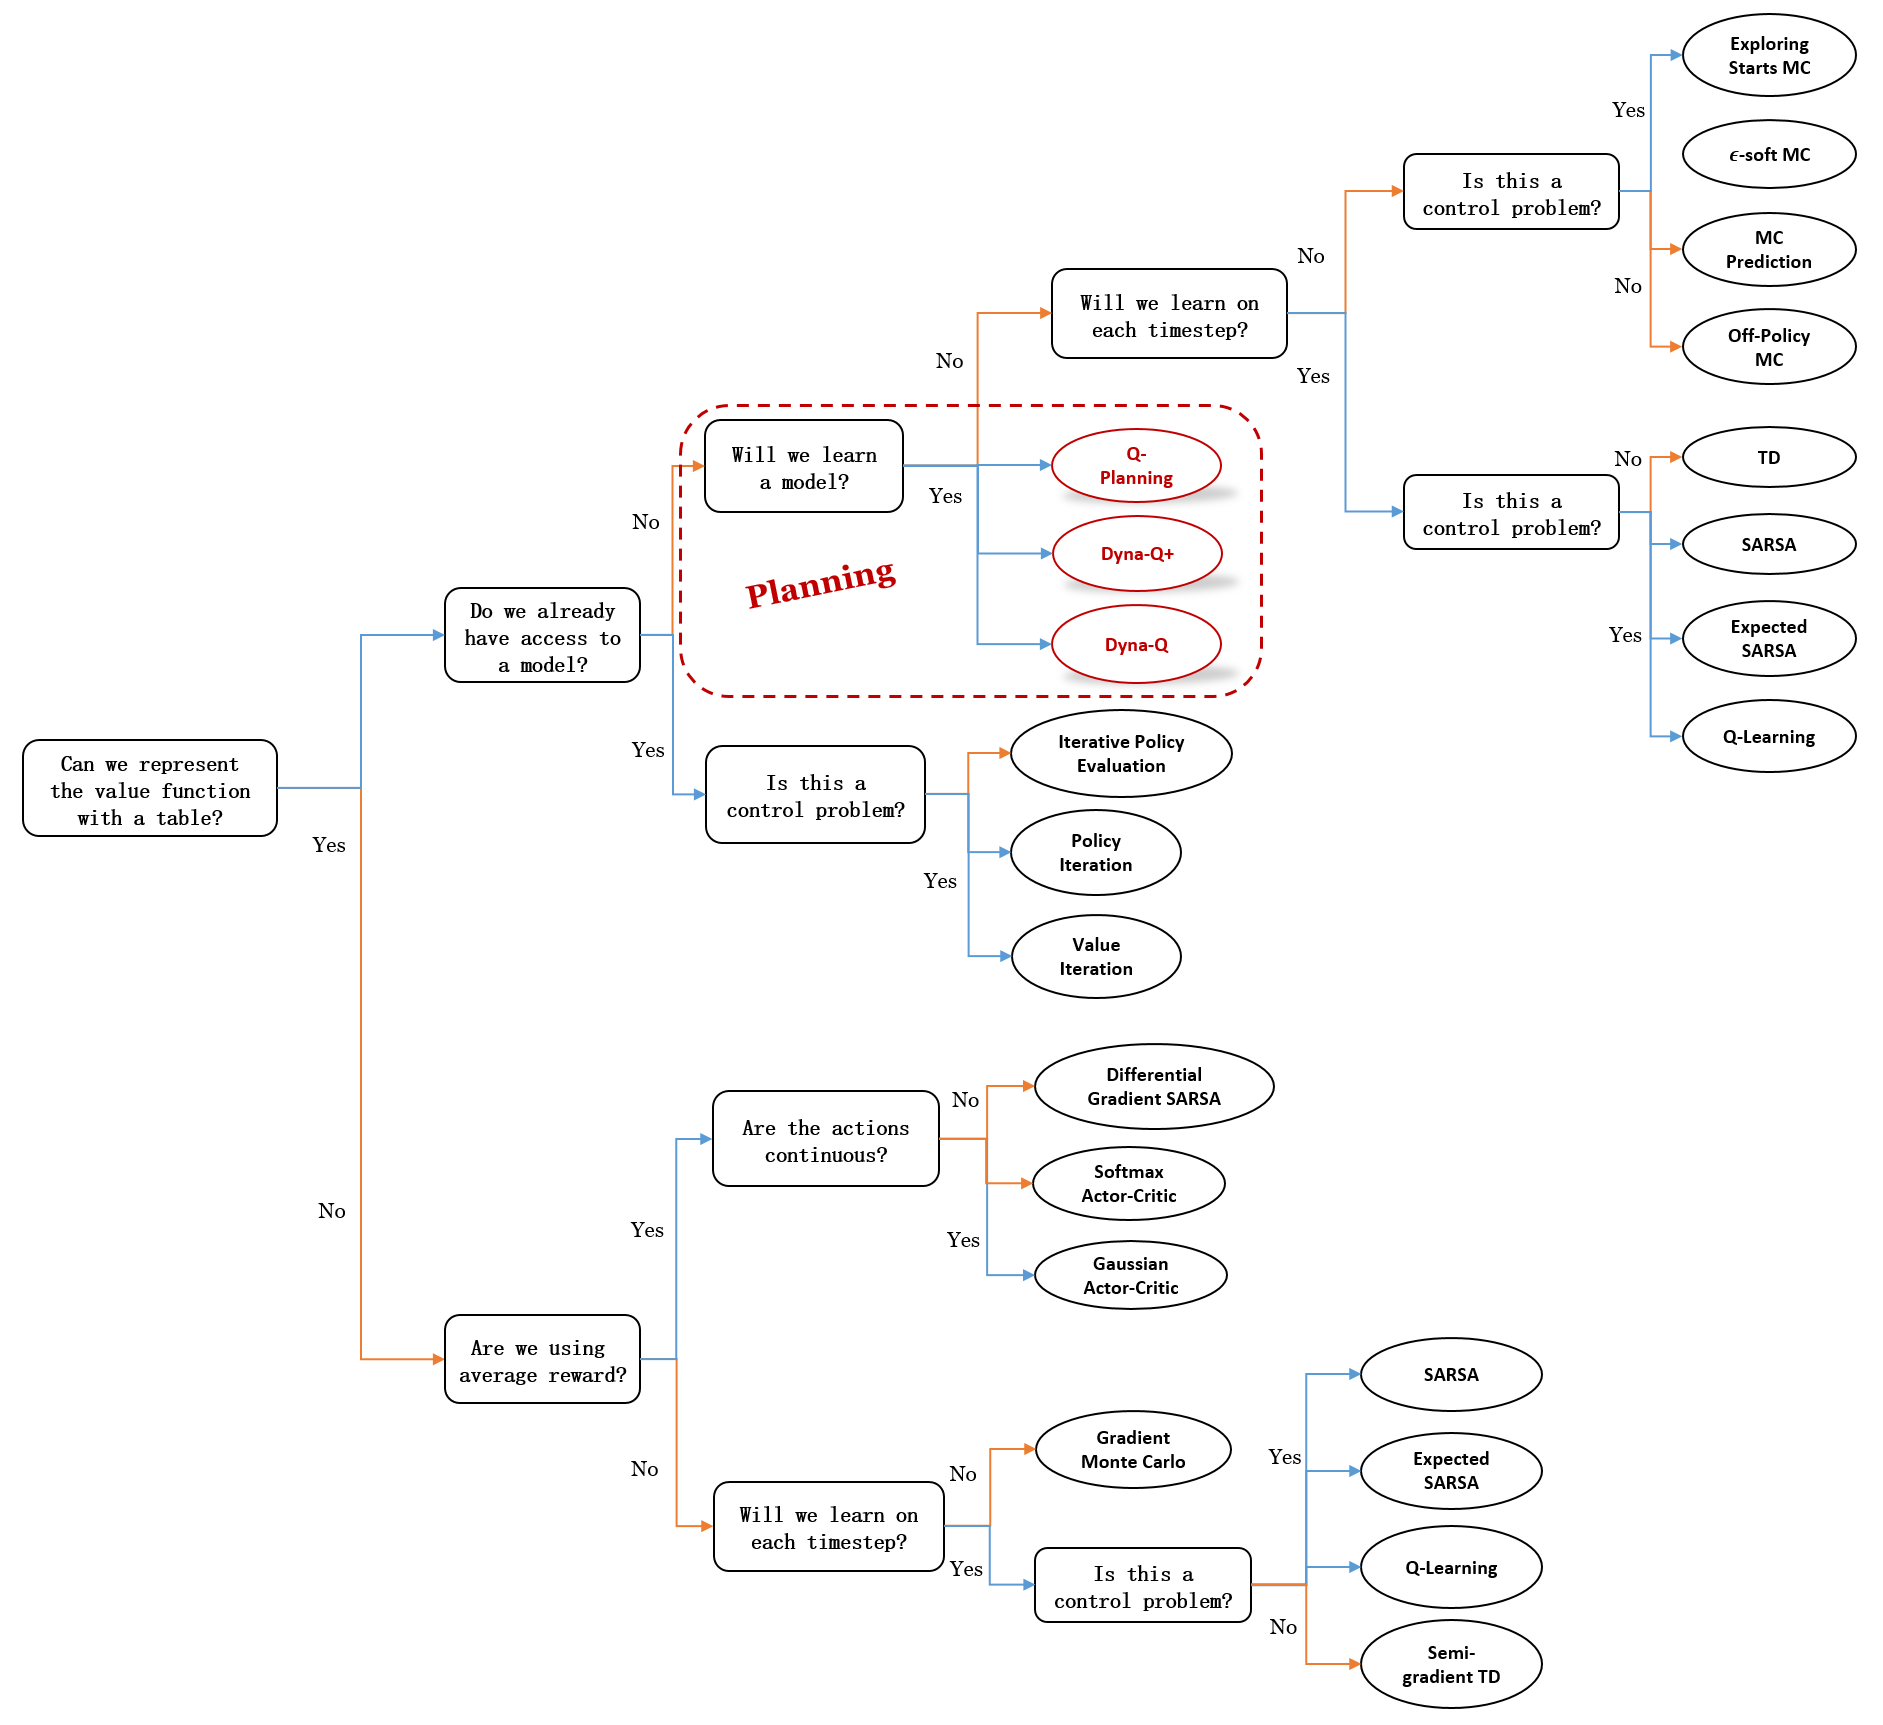 Exploring
Starts MC
Yes
ϵ-soft MC
Is this a
control problem?
MC
Prediction
No
Off-Policy
MC
No
Will we learn on
each timestep?
Yes
No
TD
Is this a
control problem?
SARSA
Yes
Expected
SARSA
Q-Learning
No
Will we learn
a model?
Yes
Q-
Planning
Dyna-Q+
Dyna-Q
Planning
No
Do we already
have access to
a model?
Yes
Is this a
control problem?
Yes
Iterative Policy
Evaluation
Policy
Iteration
Value
Iteration
Can we represent
the value function
with a table?
Yes
No
Are the actions
continuous?
No
Differential
Gradient SARSA
Softmax
Actor-Critic
Yes
Gaussian
Actor-Critic
Yes
Are we using
average reward?
No
Will we learn on
each timestep?
No
Gradient
Monte Carlo
Yes
Is this a
control problem?
Yes
SARSA
Expected
SARSA
Q-Learning
No
Semi-
gradient TD